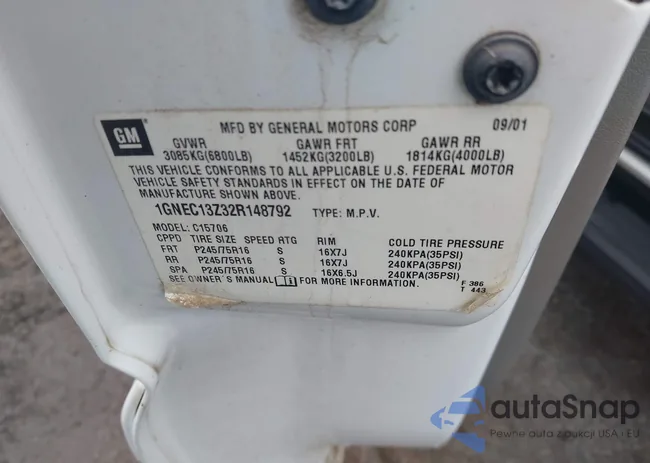 GM
MFD BY GENERAL MOTORS CORP 09/01
GVWR GAWR FRT GAWR RR
3085KG(6800LB) 1452KG(3200LB) 1814KG(4000LB)
THIS VEHICLE CONFORMS TO ALL APPLICABLE U.S. FEDERAL MOTOR
VEHICLE SAFETY STANDARDS IN EFFECT ON THE DATE OF
MANUFACTURE SHOWN ABOVE.
1GNEC13Z32R148792 TYPE: M.P.V.
MODEL: C15706
CPPD TIRE SIZE SPEED RTG RIM COLD TIRE PRESSURE
FRT P245/75R16 S 16X7J 240KPA(35PSI)
RR P245/75R16 S 16X7J 240KPA(35PSI)
SPA P245/75R16 S 16X6.5J 240KPA(35PSI)
SEE OWNER'S MANUAL FOR MORE INFORMATION.
F 386
T 443
autaSnap
Pewne auta z aukcji USA i EU